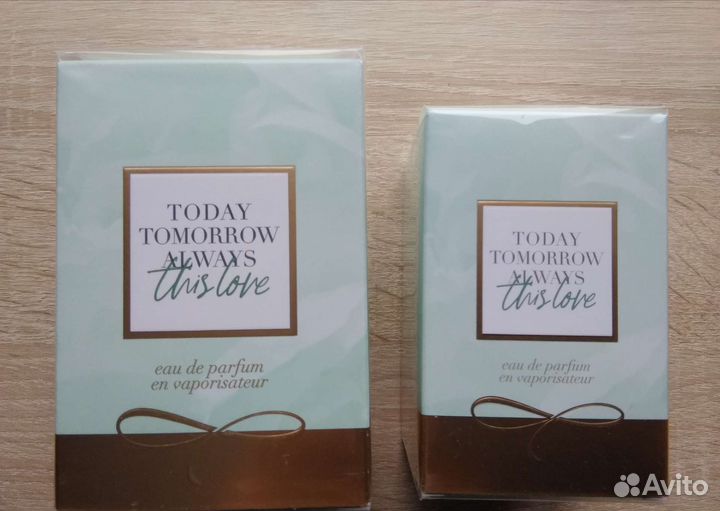 TODAY
TOMORROW
ALWAYS
this love
eau de parfum
en vaporisateur
TODAY
TOMORROW
ALWAYS
this love
eau de parfum
en vaporisateur
Avito